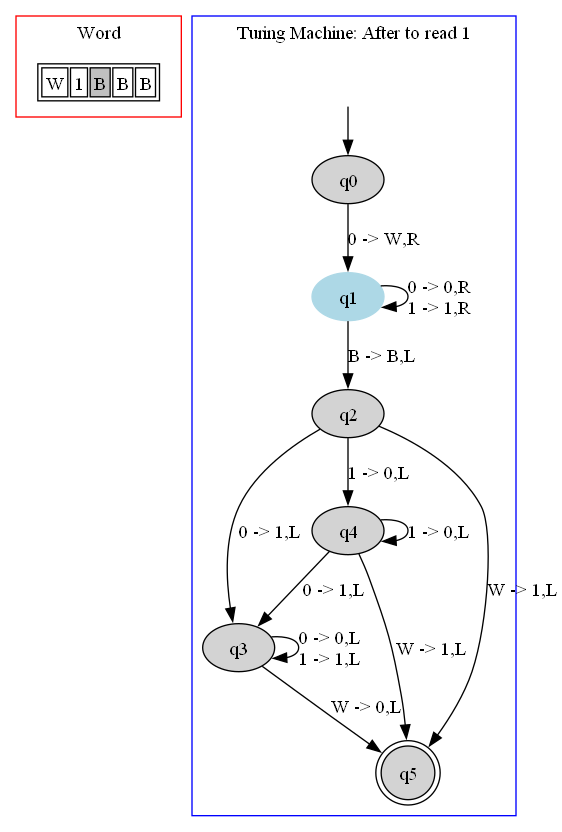 Word
W 1 B B B
Turing Machine: After to read 1
q0
0 -> W,R
q1
0 -> 0,R
1 -> 1,R
B -> B,L
q2
1 -> 0,L
0 -> 1,L
q4
1 -> 0,L
0 -> 1,L
W -> 1,L
q3
0 -> 0,L
1 -> 1,L
W -> 1,L
W -> 0,L
q5